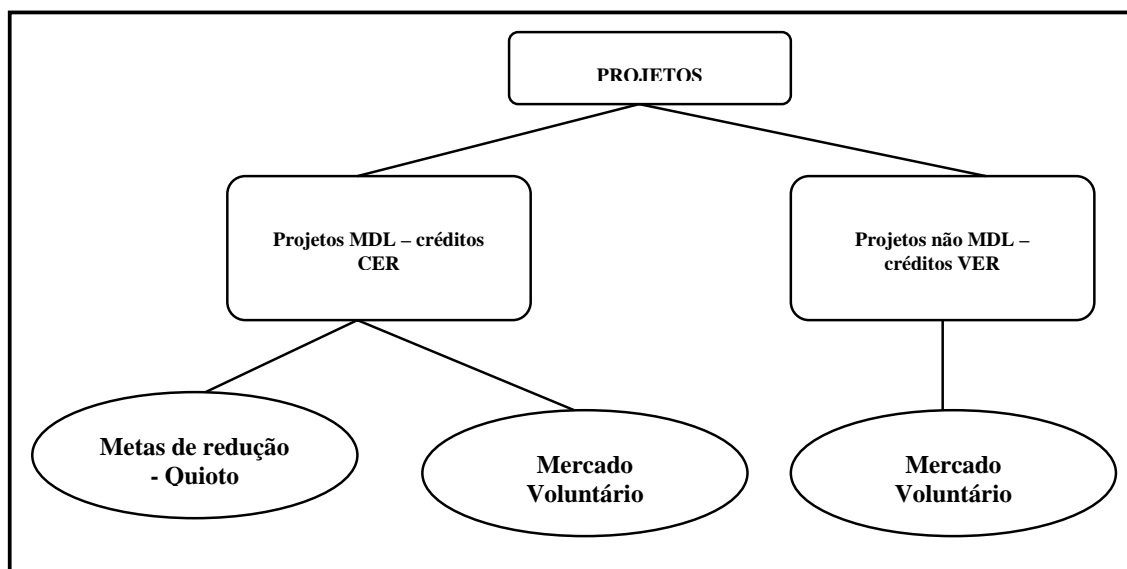 PROJETOS
Projetos MDL – créditos
CER
Projetos não MDL –
créditos VER
Metas de redução
- Quioto
Mercado
Voluntário
Mercado
Voluntário